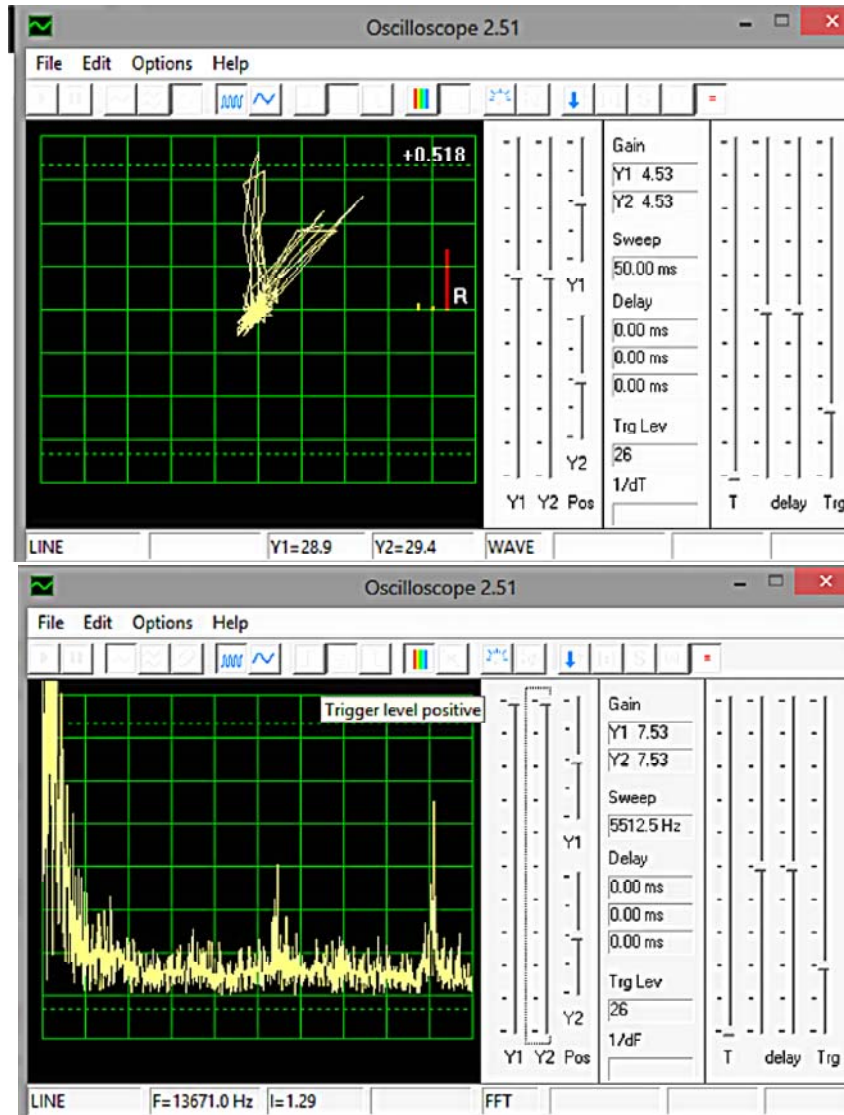 Oscilloscope 2.51
File Edit Options Help
+0.518
R
Gain
Y1 4.53
Y2 4.53
Sweep
50.00 ms
Delay
0.00 ms
0.00 ms
0.00 ms
Trg Lev
26
1/dT
Y1
Y2
Y1 Y2 Pos
T delay Trg
LINE Y1=28.9 Y2=29.4 WAVE
Oscilloscope 2.51
File Edit Options Help
Trigger level positive
Gain
Y1 7.53
Y2 7.53
Sweep
5512.5 Hz
Delay
0.00 ms
0.00 ms
0.00 ms
Trg Lev
26
1/dF
Y1
Y2
Y1 Y2 Pos
T delay Trg
LINE F=13671.0 Hz I=1.29 FFT